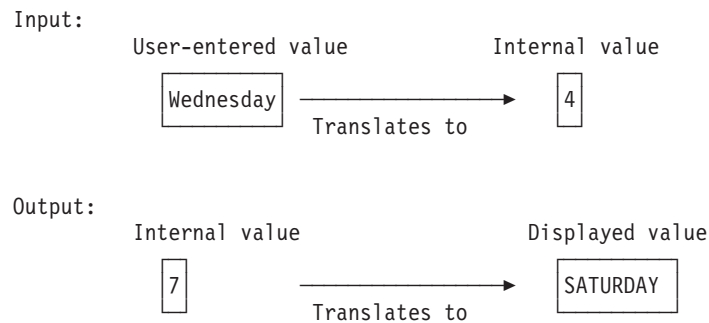 Input:
User-entered value Internal value
Wednesday 4
Translates to
Output:
Internal value Displayed value
7 SATURDAY
Translates to